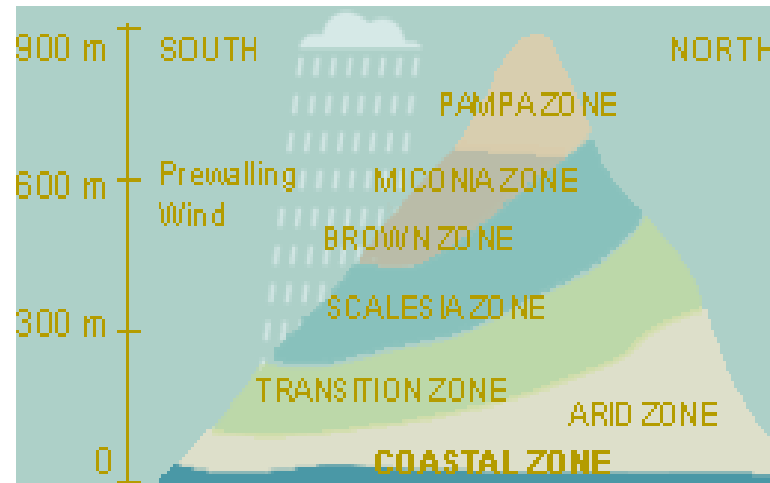 900 m
SOUTH
NORTH
PAMPA ZONE
600 m
Prewalling
Wind
MICONIA ZONE
BROWN ZONE
300 m
SCALESIA ZONE
TRANSITION ZONE
ARID ZONE
0
COASTAL ZONE